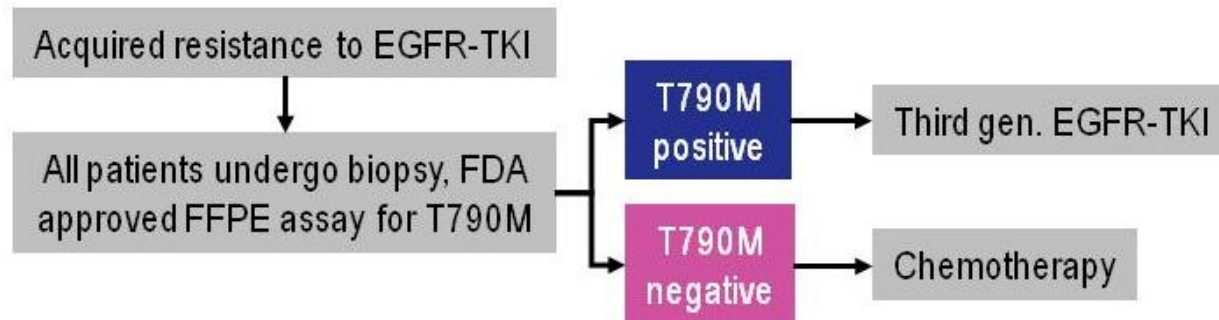 Acquired resistance to EGFR-TKI
All patients undergo biopsy, FDA
approved FFPE assay for T790M
T790M
positive
Third gen. EGFR-TKI
T790M
negative
Chemotherapy